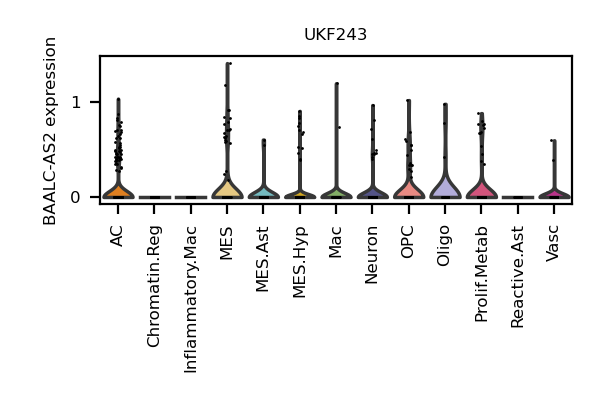 UKF243
BAALC-AS2 expression
1
0
AC
Chromatin.Reg
Inflammatory.Mac
MES
MES.Ast
MES.Hyp
Mac
Neuron
OPC
Oligo
Prolif.Metab
Reactive.Ast
Vasc